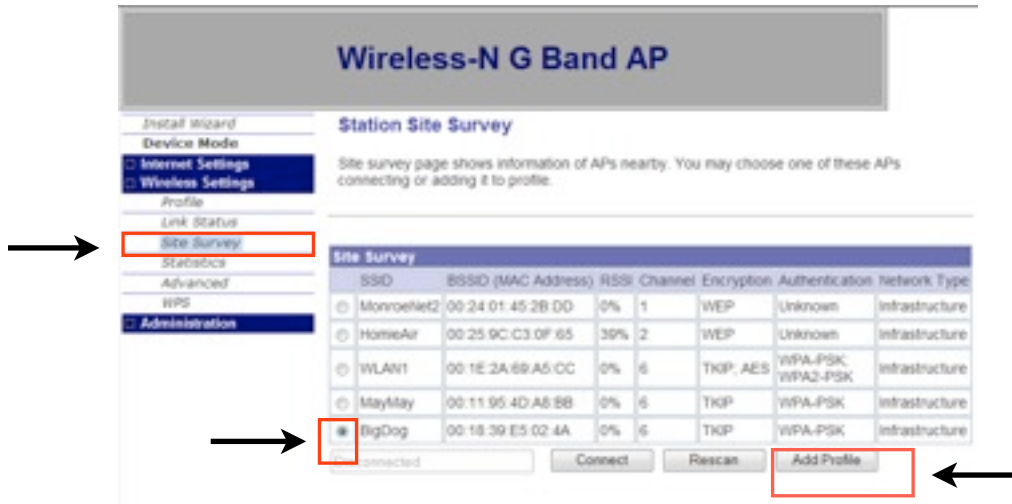 Wireless-N G Band AP
Install Wizard
Device Mode
Internet Settings
Wireless Settings
Profile
Link Status
Site Survey
Statistics
Advanced
WPS
Administration
Station Site Survey
Site survey page shows information of APs nearby. You may choose one of these APs
connecting or adding it to profile.
Site Survey
SSID BSSID (MAC Address) RSSI Channel Encryption Authentication Network Type
MonroeNet2 00:24:01:45:2B:DD 0% 1 WEP Unknown Infrastructure
HomieAir 00:25:9C:C3:0F:65 39% 2 WEP Unknown Infrastructure
WLAN1 00:1E:2A:69:A5:CC 0% 6 TKIP; AES WPA-PSK;
WPA2-PSK Infrastructure
MayMay 00:11:95:4D:A8:BB 0% 6 TKIP WPA-PSK Infrastructure
BigDog 00:18:39:E5:02:4A 0% 6 TKIP WPA-PSK Infrastructure
Disconnected Connect Rescan Add Profile